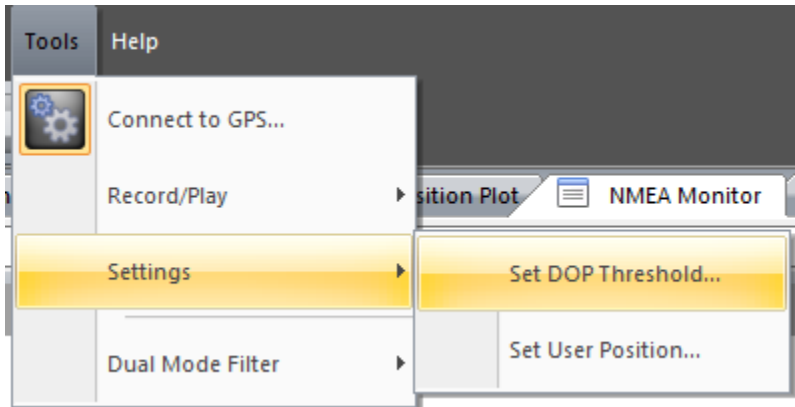 Tools Help
Connect to GPS...
Record/Play
sition Plot NMEA Monitor
Settings
Set DOP Threshold...
Set User Position...
Dual Mode Filter